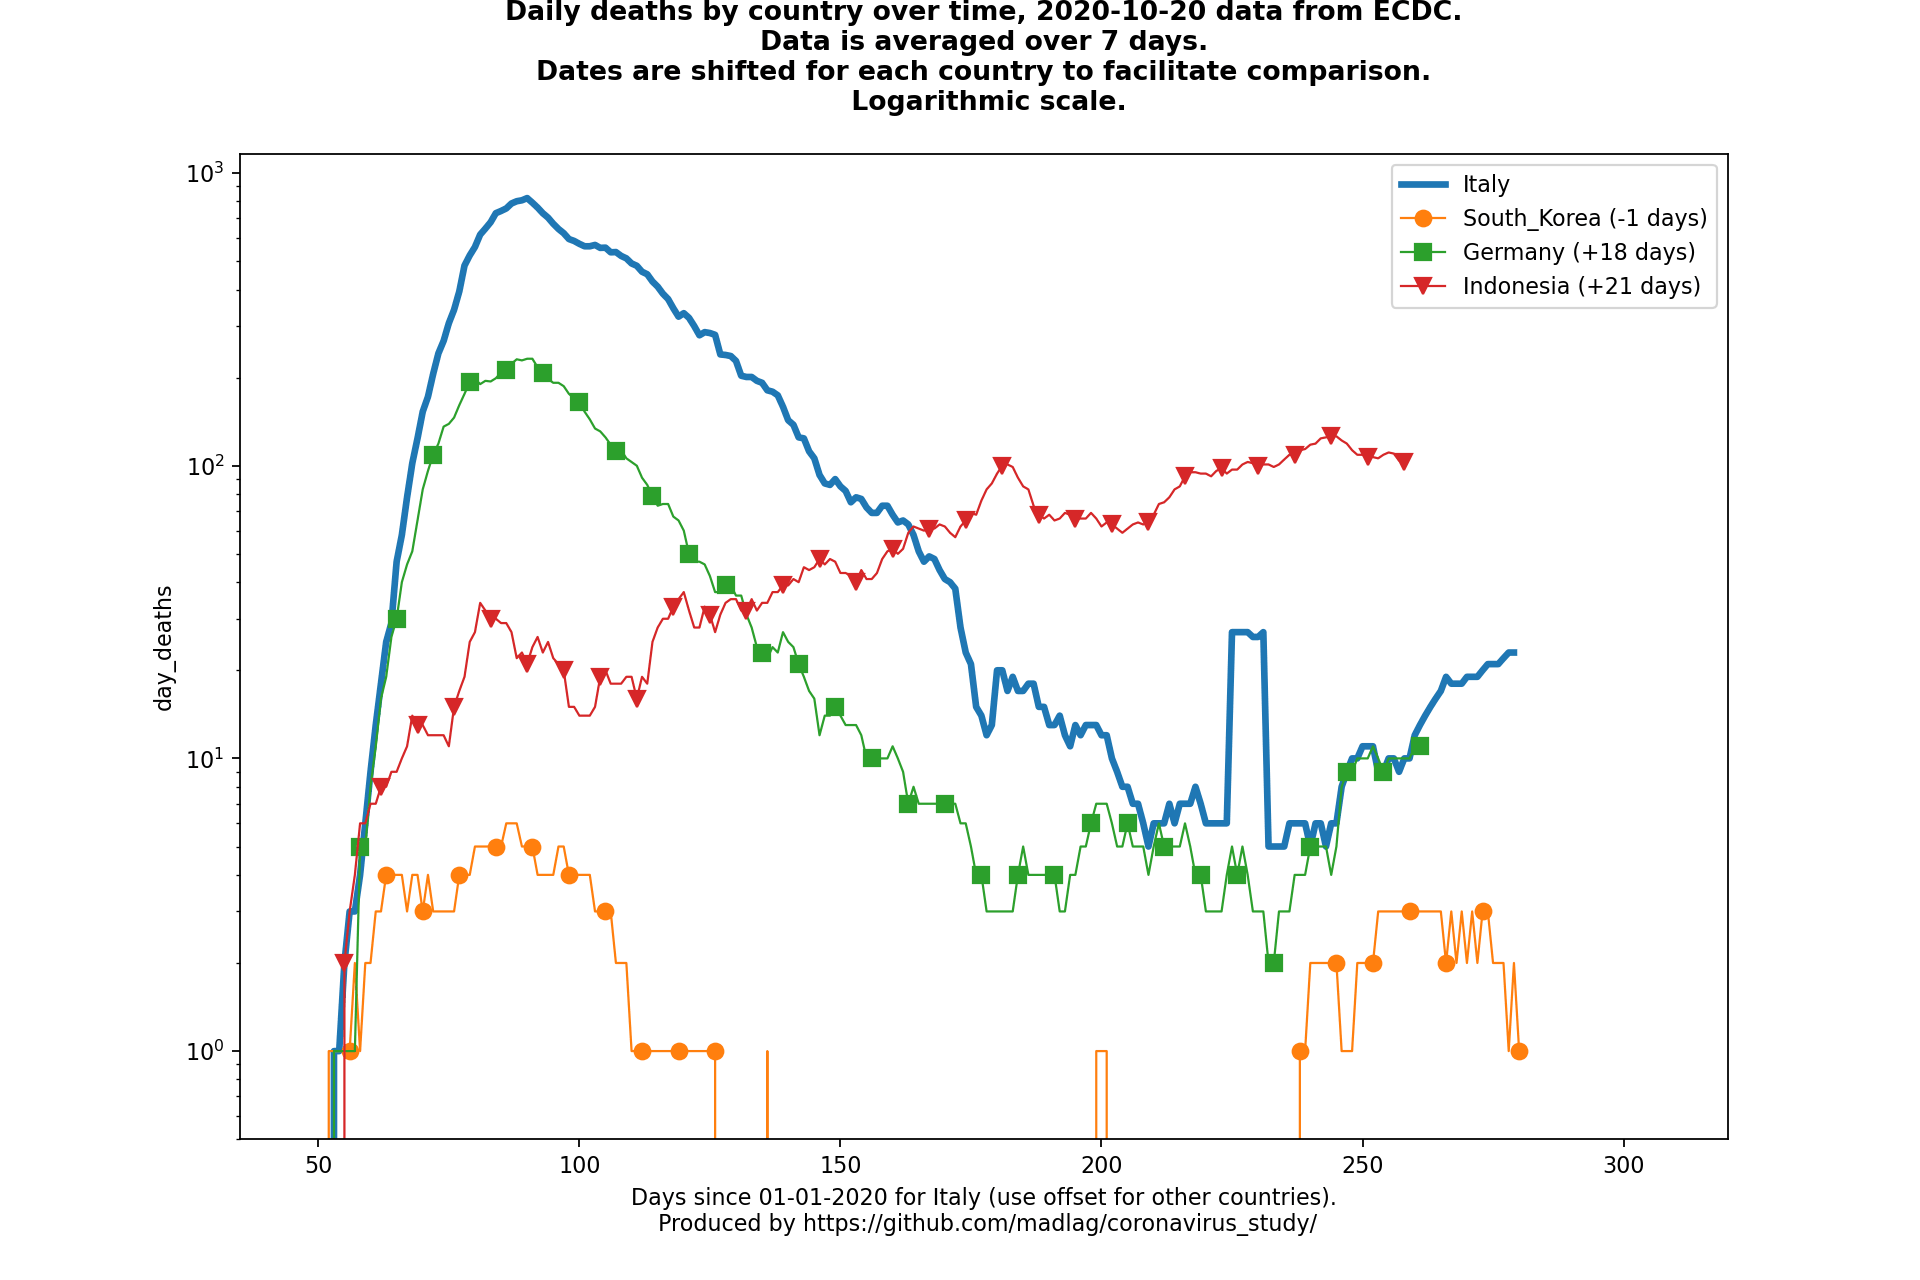 Daily deaths by country over time, 2020-10-20 data from ECDC.
Data is averaged over 7 days.
Dates are shifted for each country to facilitate comparison.
Logarithmic scale.
10³
10²
10¹
10⁰
day_deaths
Italy
South_Korea (-1 days)
Germany (+18 days)
Indonesia (+21 days)
50 100 150 200 250 300
Days since 01-01-2020 for Italy (use offset for other countries).
Produced by https://github.com/madlag/coronavirus_study/